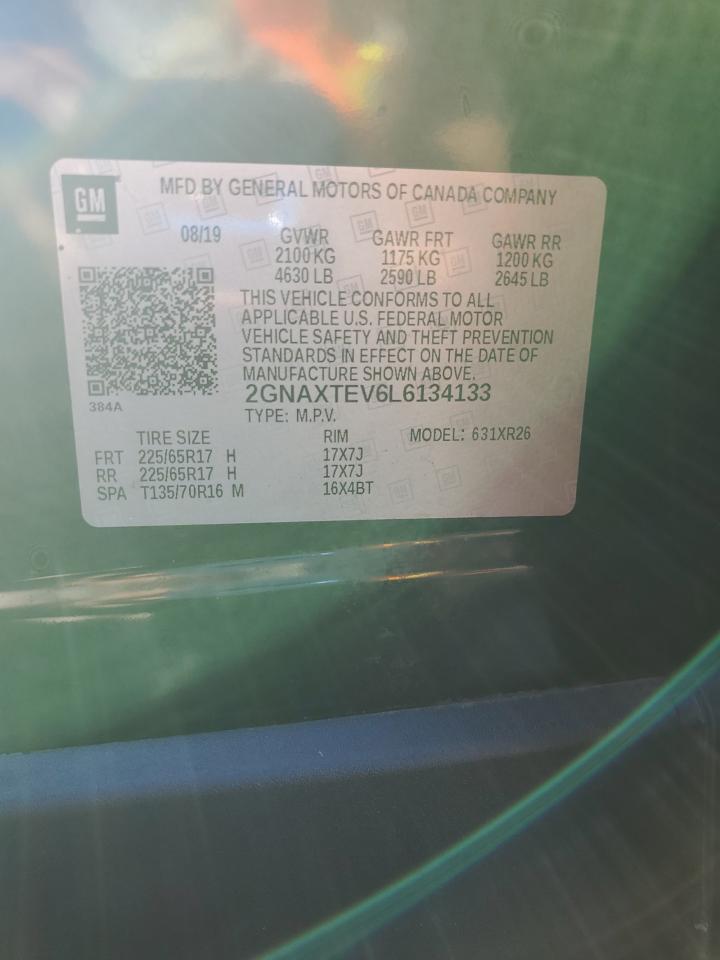 GM
MFD BY GENERAL MOTORS OF CANADA COMPANY
08/19 GVWR GAWR FRT GAWR RR
2100 KG 1175 KG 1200 KG
4630 LB 2590 LB 2645 LB
THIS VEHICLE CONFORMS TO ALL
APPLICABLE U.S. FEDERAL MOTOR
VEHICLE SAFETY AND THEFT PREVENTION
STANDARDS IN EFFECT ON THE DATE OF
MANUFACTURE SHOWN ABOVE.
384A
2GNAXTEV6L6134133
TYPE: M.P.V.
TIRE SIZE RIM MODEL: 631XR26
FRT 225/65R17 H 17X7J
RR 225/65R17 H 17X7J
SPA T135/70R16 M 16X4BT